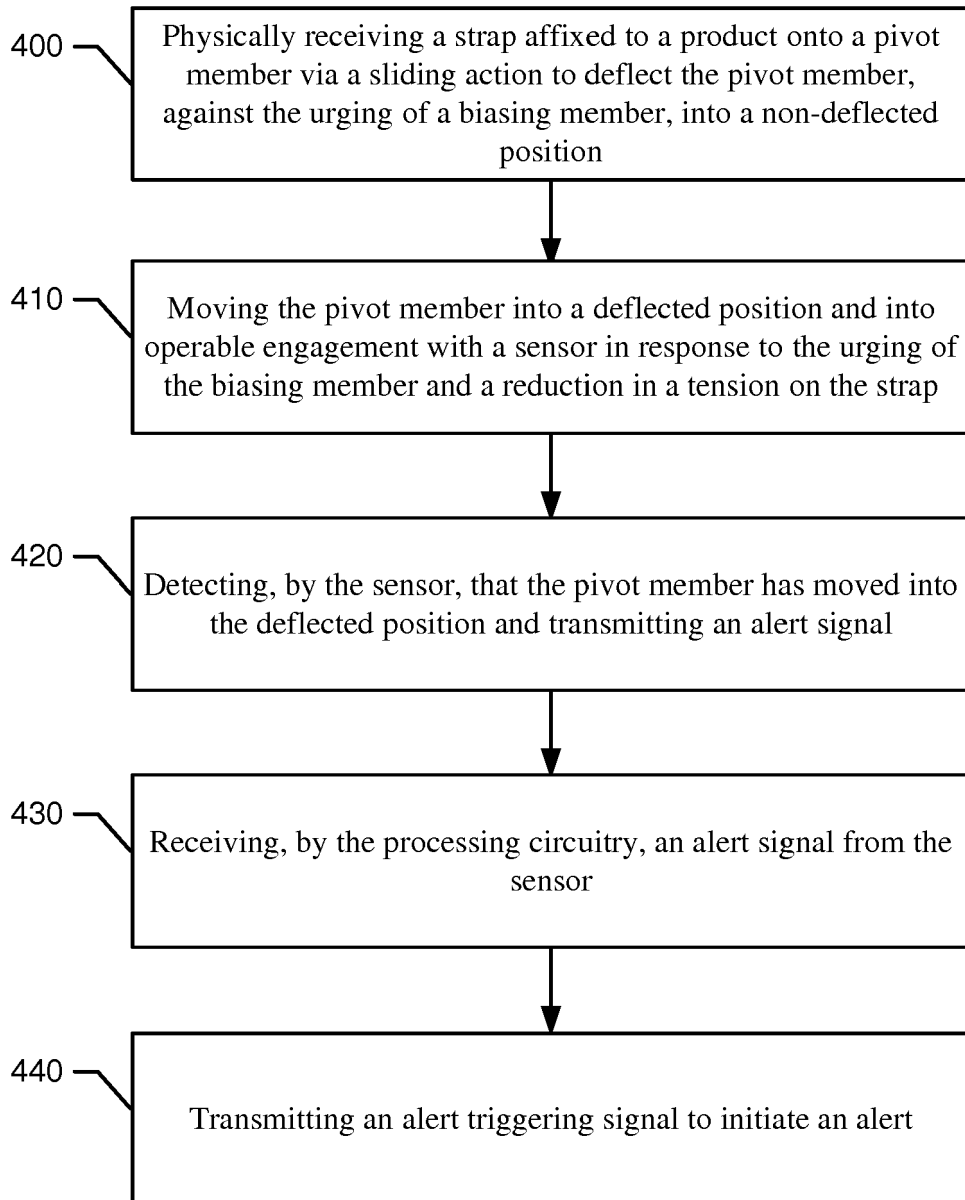 400
Physically receiving a strap affixed to a product onto a pivot
member via a sliding action to deflect the pivot member,
against the urging of a biasing member, into a non-deflected
position
410
Moving the pivot member into a deflected position and into
operable engagement with a sensor in response to the urging of
the biasing member and a reduction in a tension on the strap
420
Detecting, by the sensor, that the pivot member has moved into
the deflected position and transmitting an alert signal
430
Receiving, by the processing circuitry, an alert signal from the
sensor
440
Transmitting an alert triggering signal to initiate an alert